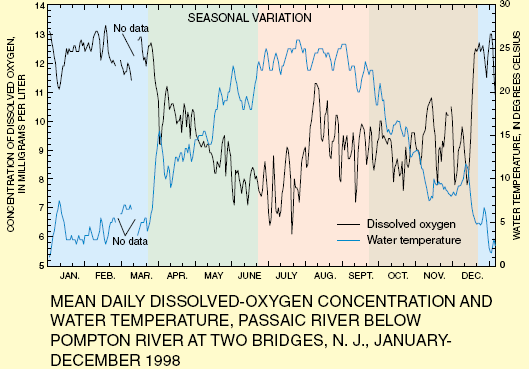 SEASONAL VARIATION
No data
CONCENTRATION OF DISSOLVED OXYGEN,
IN MILLIGRAMS PER LITER
14
13
12
11
10
9
8
7
6
5
30
25
20
15
10
5
0
WATER TEMPERATURE, IN DEGREES CELSIUS
Dissolved oxygen
Water temperature
No data
JAN. FEB. MAR. APR. MAY JUNE JULY AUG. SEPT. OCT. NOV. DEC.
MEAN DAILY DISSOLVED-OXYGEN CONCENTRATION AND
WATER TEMPERATURE, PASSAIC RIVER BELOW
POMPTON RIVER AT TWO BRIDGES, N. J., JANUARY-
DECEMBER 1998